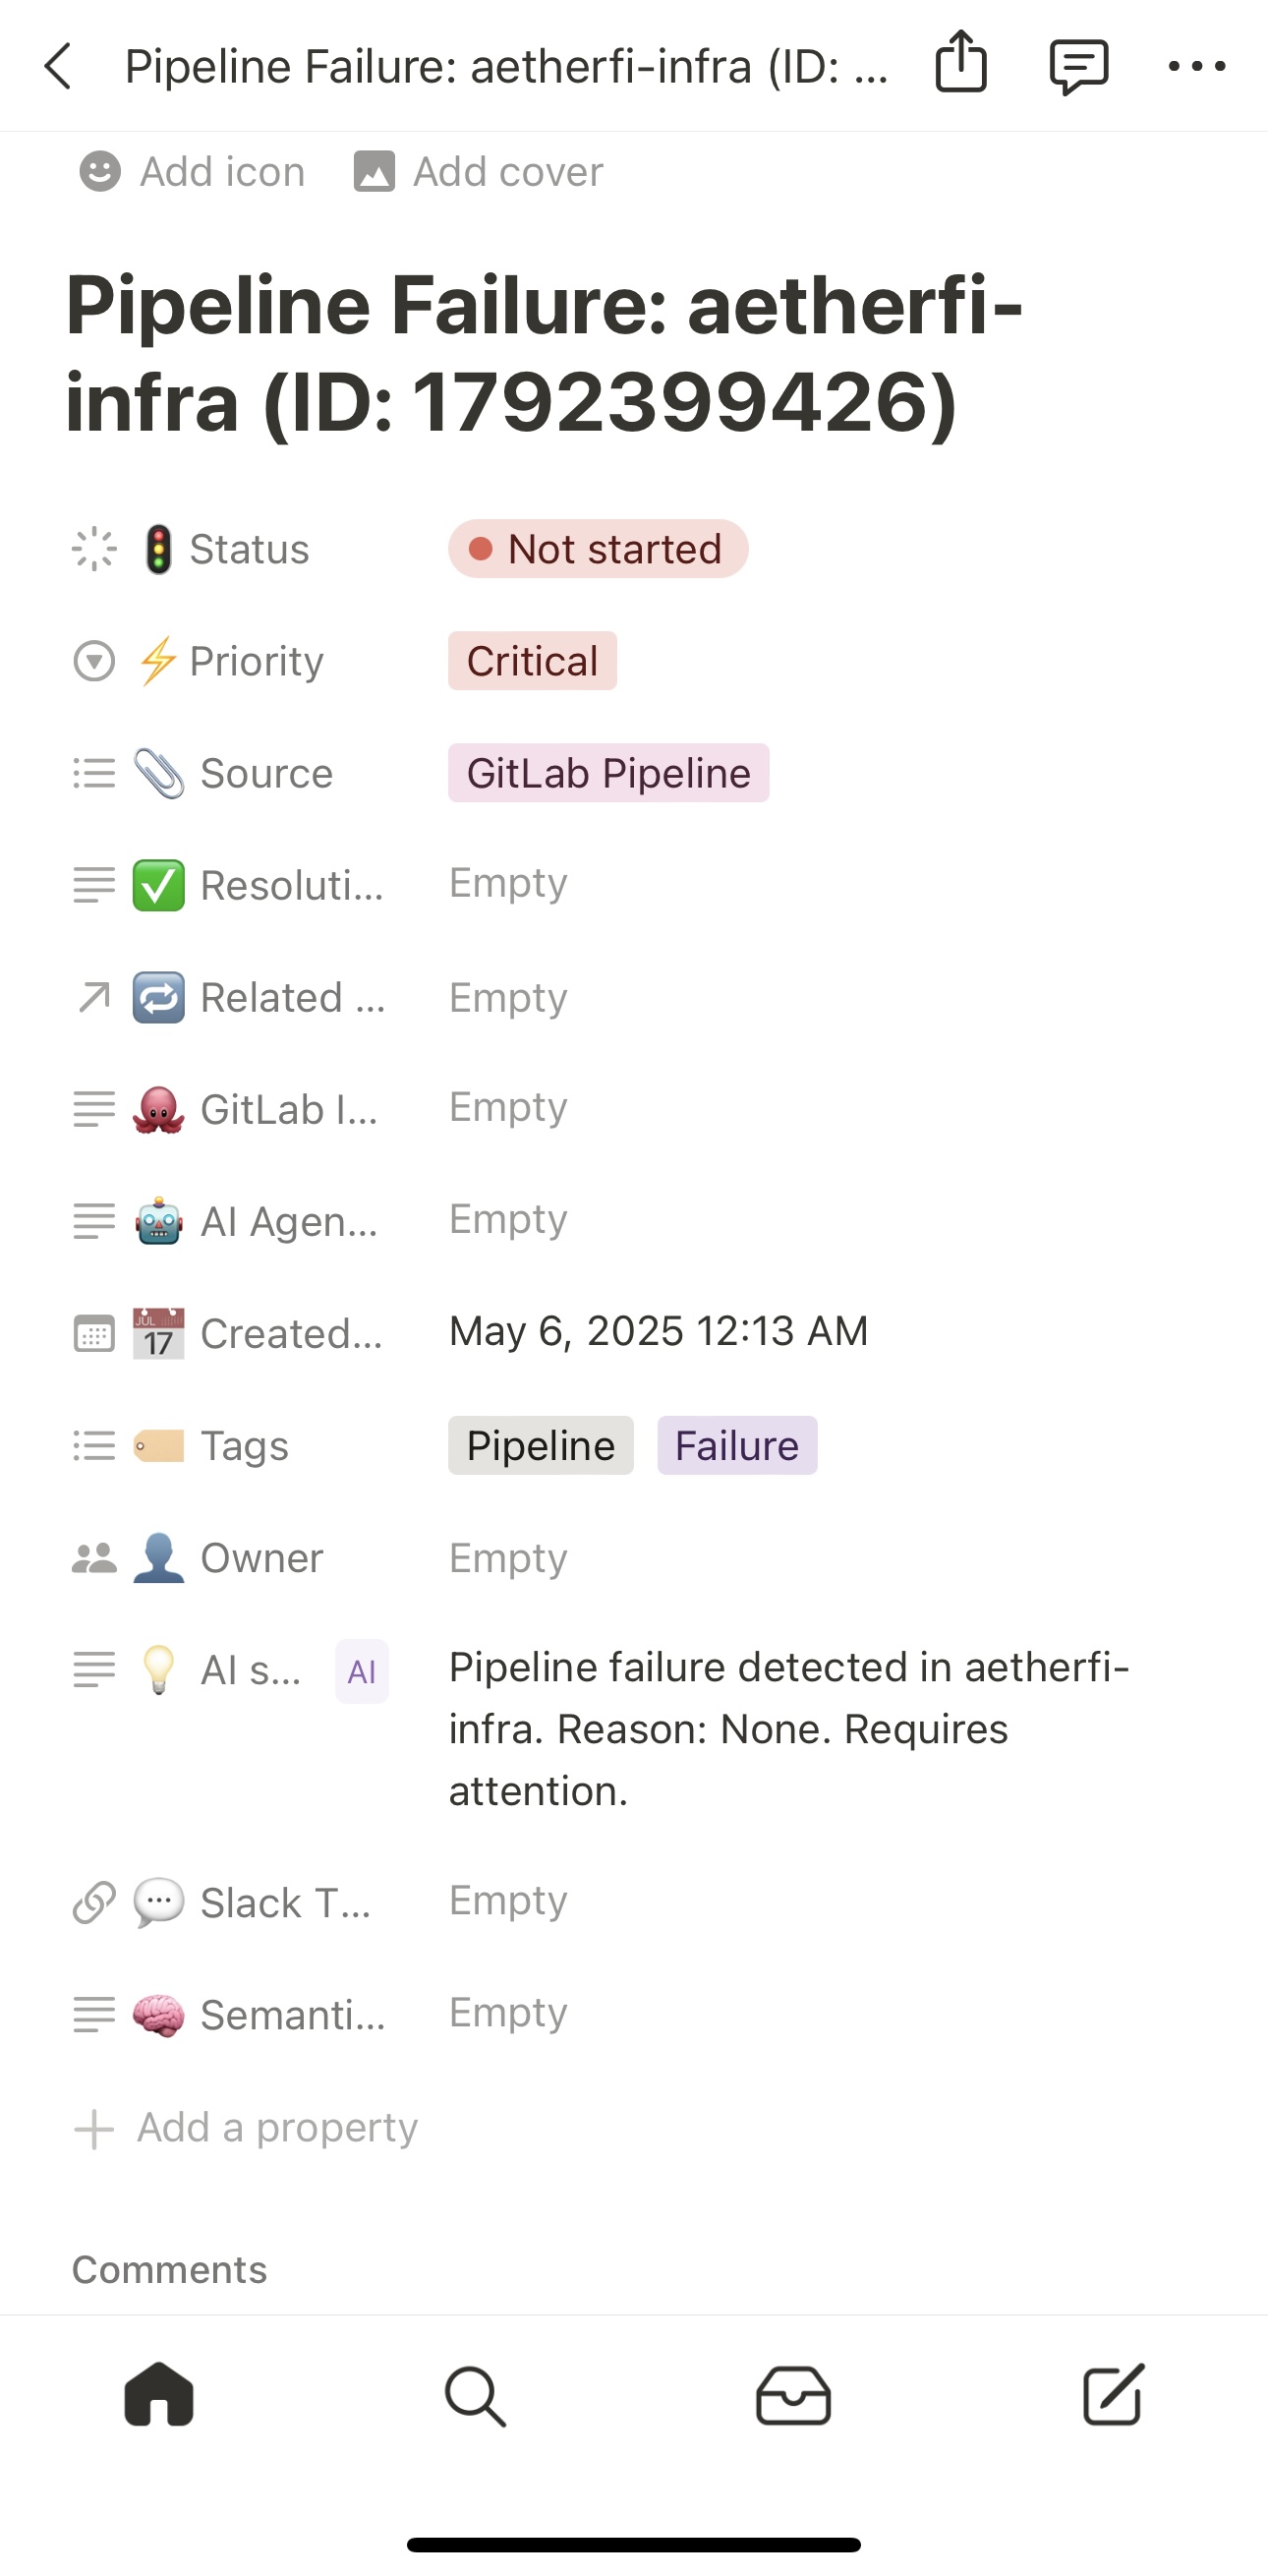 Pipeline Failure: aetherfi-infra (ID: ...
Add icon Add cover
Pipeline Failure: aetherfi-
infra (ID: 1792399426)
Status Not started
Priority Critical
Source GitLab Pipeline
Resoluti... Empty
Related ... Empty
GitLab I... Empty
AI Agen... Empty
JUL
17 Created... May 6, 2025 12:13 AM
Tags Pipeline Failure
Owner Empty
AI s... AI Pipeline failure detected in aetherfi-
infra. Reason: None. Requires
attention.
Slack T... Empty
Semanti... Empty
Add a property
Comments